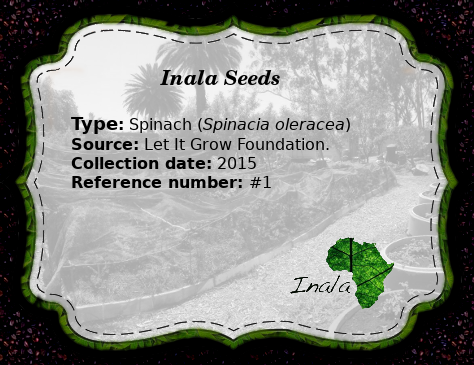 Inala Seeds
Type: Spinach (Spinacia oleracea)
Source: Let It Grow Foundation.
Collection date: 2015
Reference number: #1
Inala